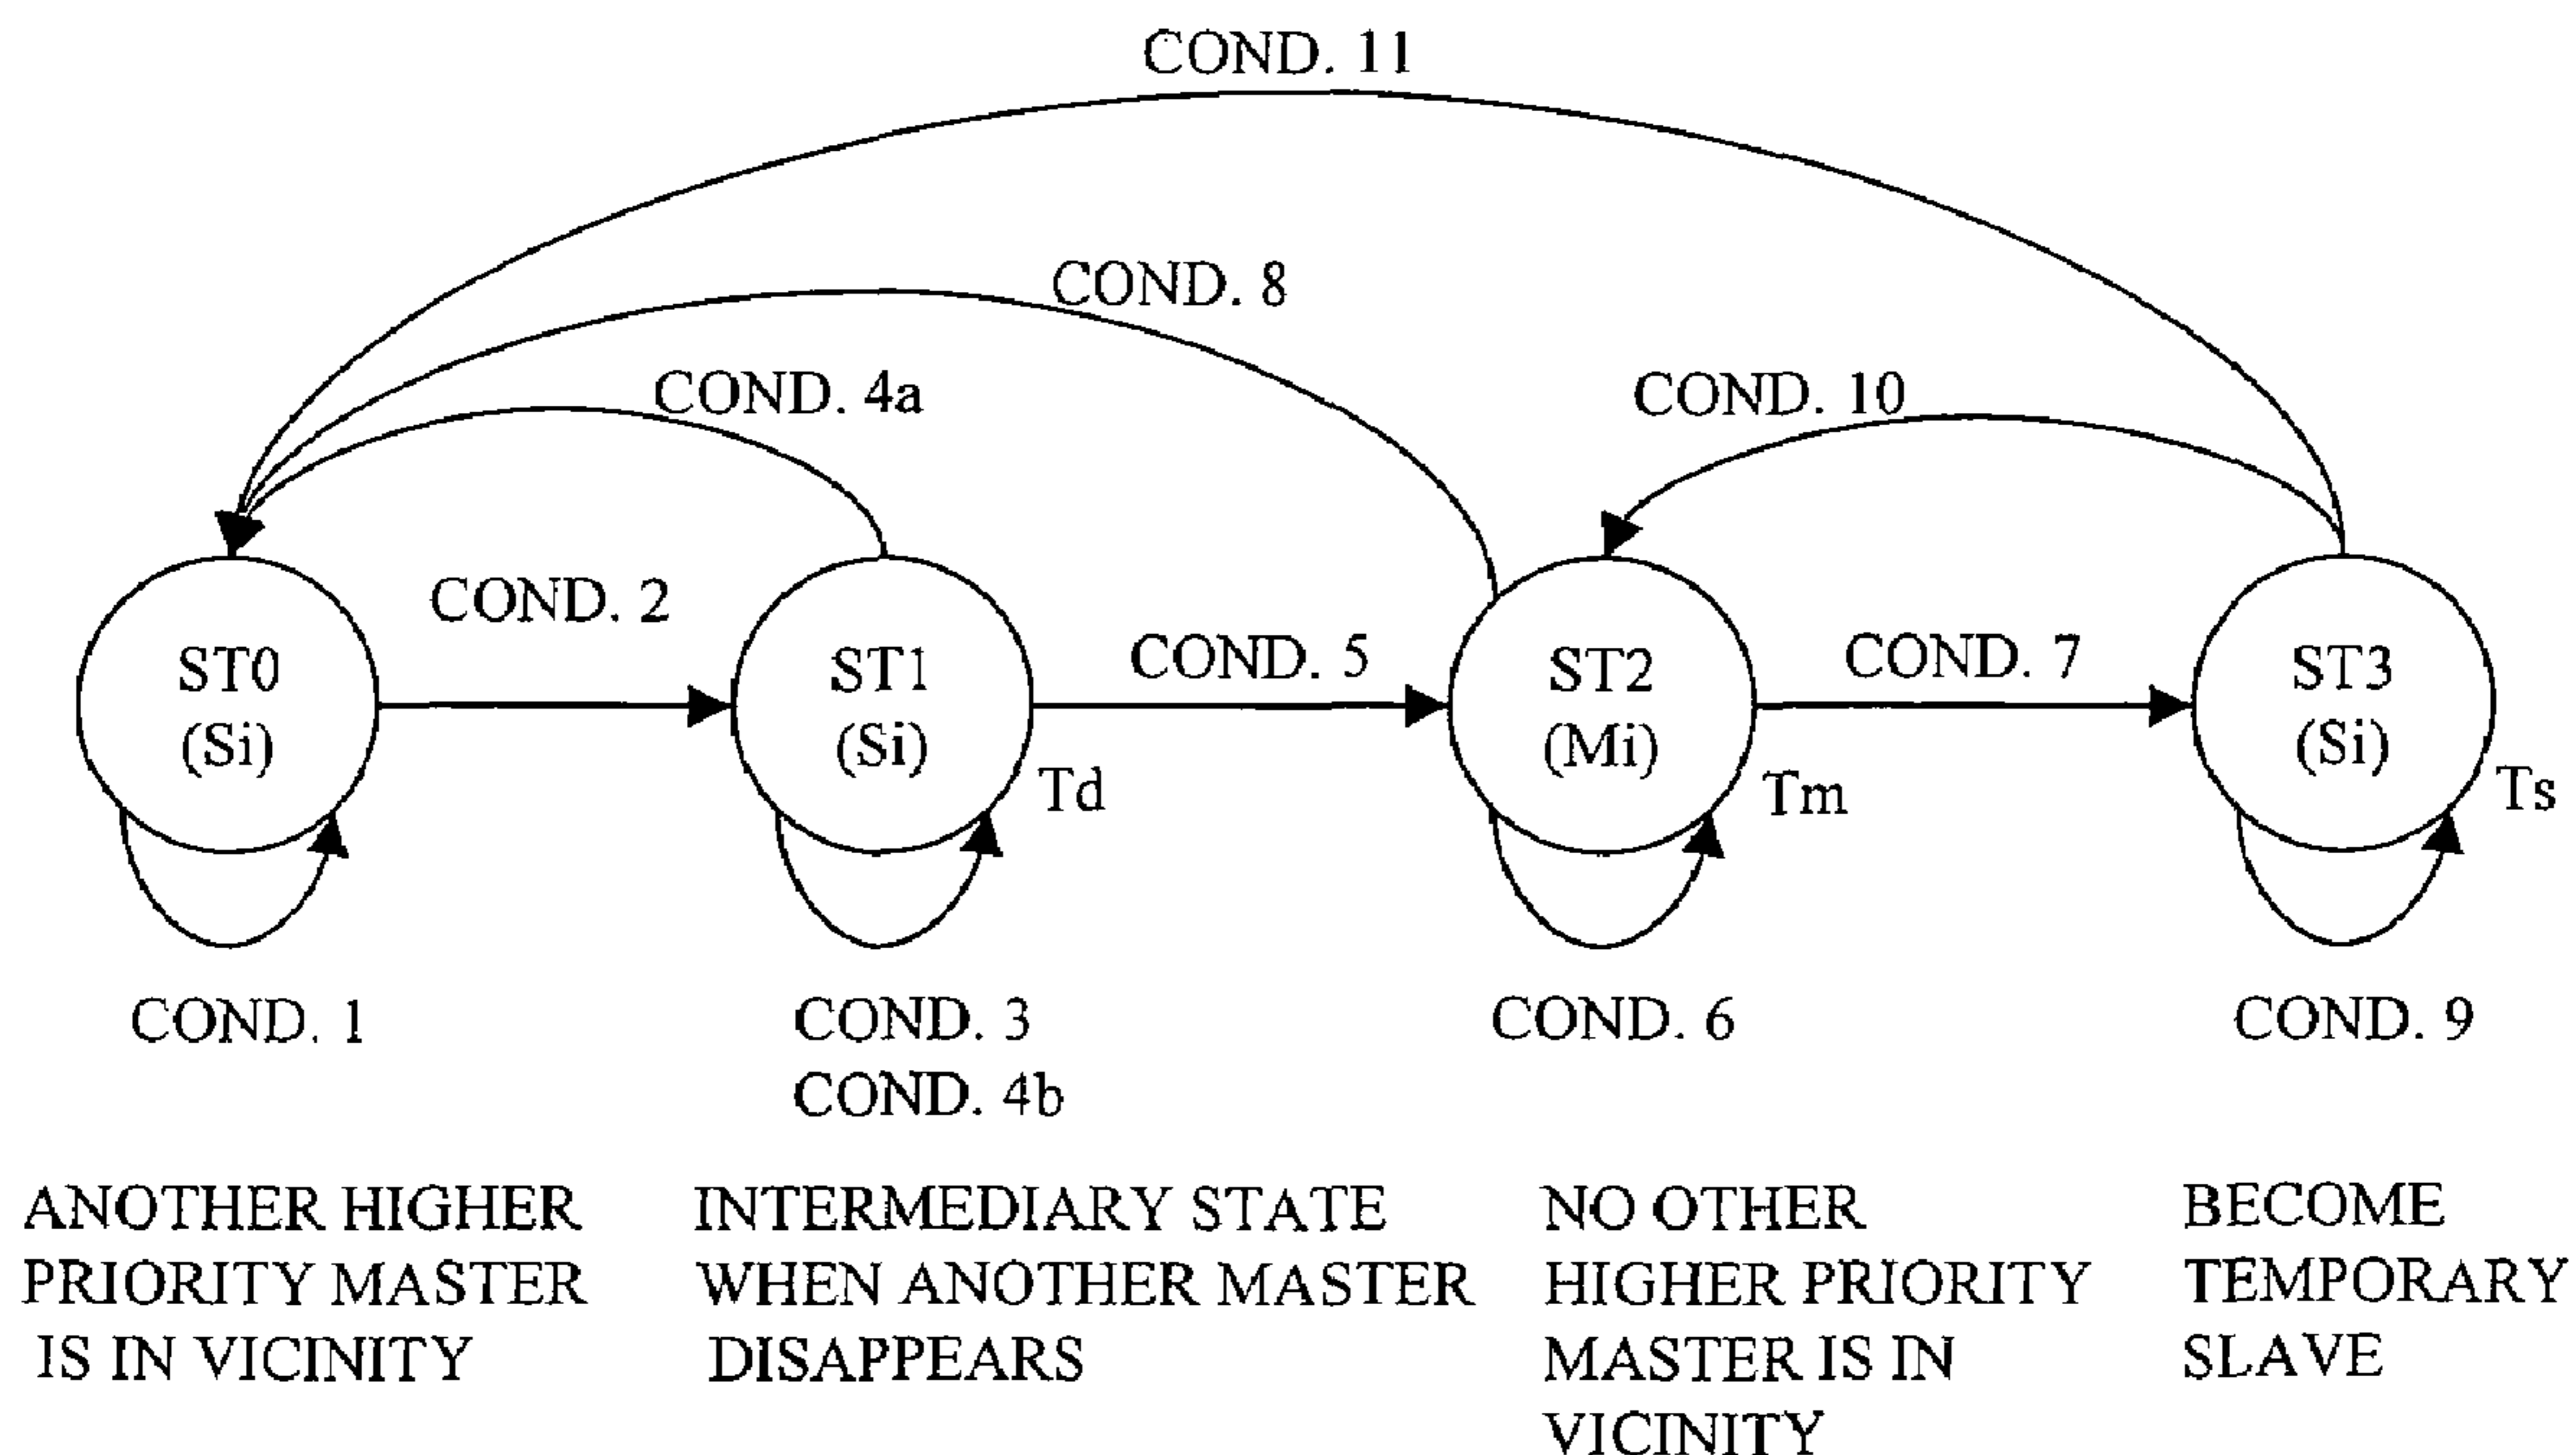 COND. 11
COND. 8
COND. 4a
COND. 10
COND. 2
COND. 5
COND. 7
ST0
(Si)
ST1
(Si)
Td
ST2
(Mi)
Tm
ST3
(Si)
Ts
COND. 1
COND. 3
COND. 4b
COND. 6
COND. 9
ANOTHER HIGHER
PRIORITY MASTER
IS IN VICINITY
INTERMEDIARY STATE
WHEN ANOTHER MASTER
DISAPPEARS
NO OTHER
HIGHER PRIORITY
MASTER IS IN
VICINITY
BECOME
TEMPORARY
SLAVE